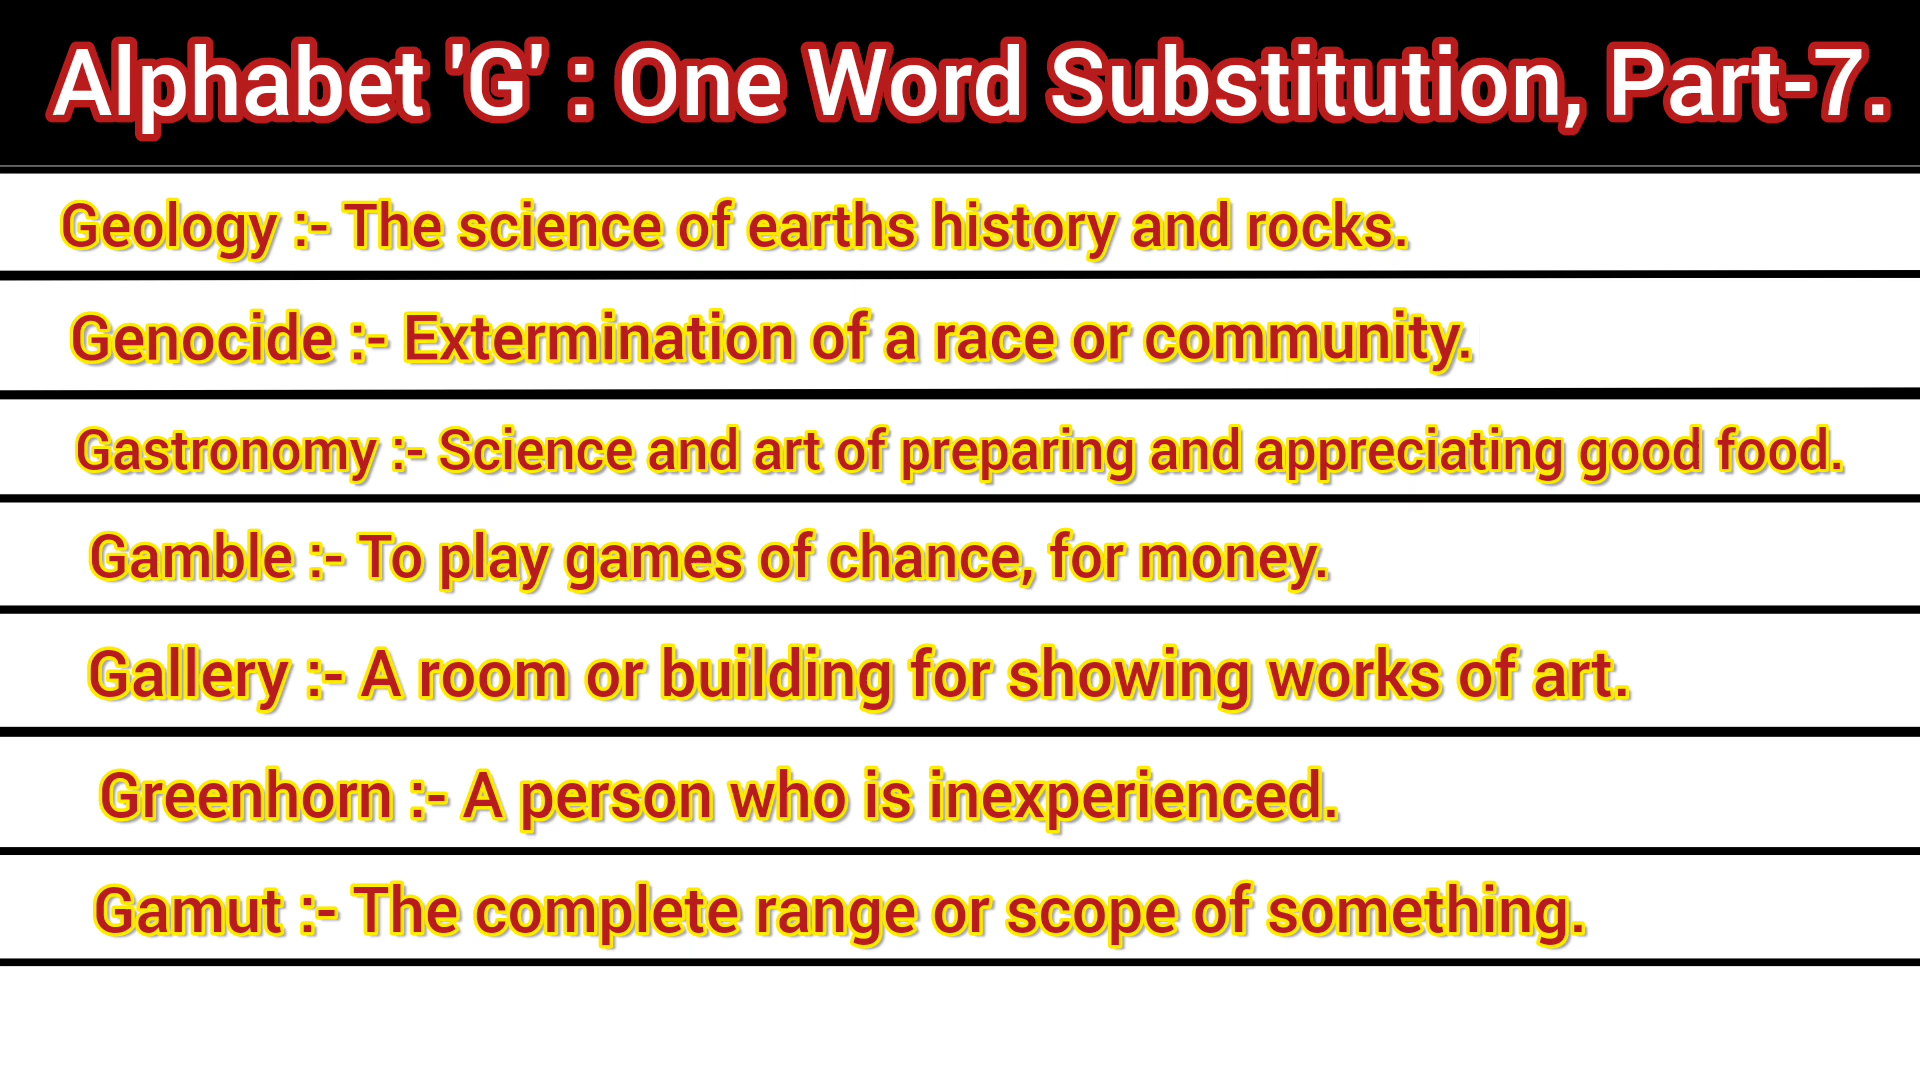 Alphabet 'G' : One Word Substitution, Part-7.
Geology :- The science of earths history and rocks.
Genocide :- Extermination of a race or community.
Gastronomy :- Science and art of preparing and appreciating good food.
Gamble :- To play games of chance, for money.
Gallery :- A room or building for showing works of art.
Greenhorn :- A person who is inexperienced.
Gamut :- The complete range or scope of something.